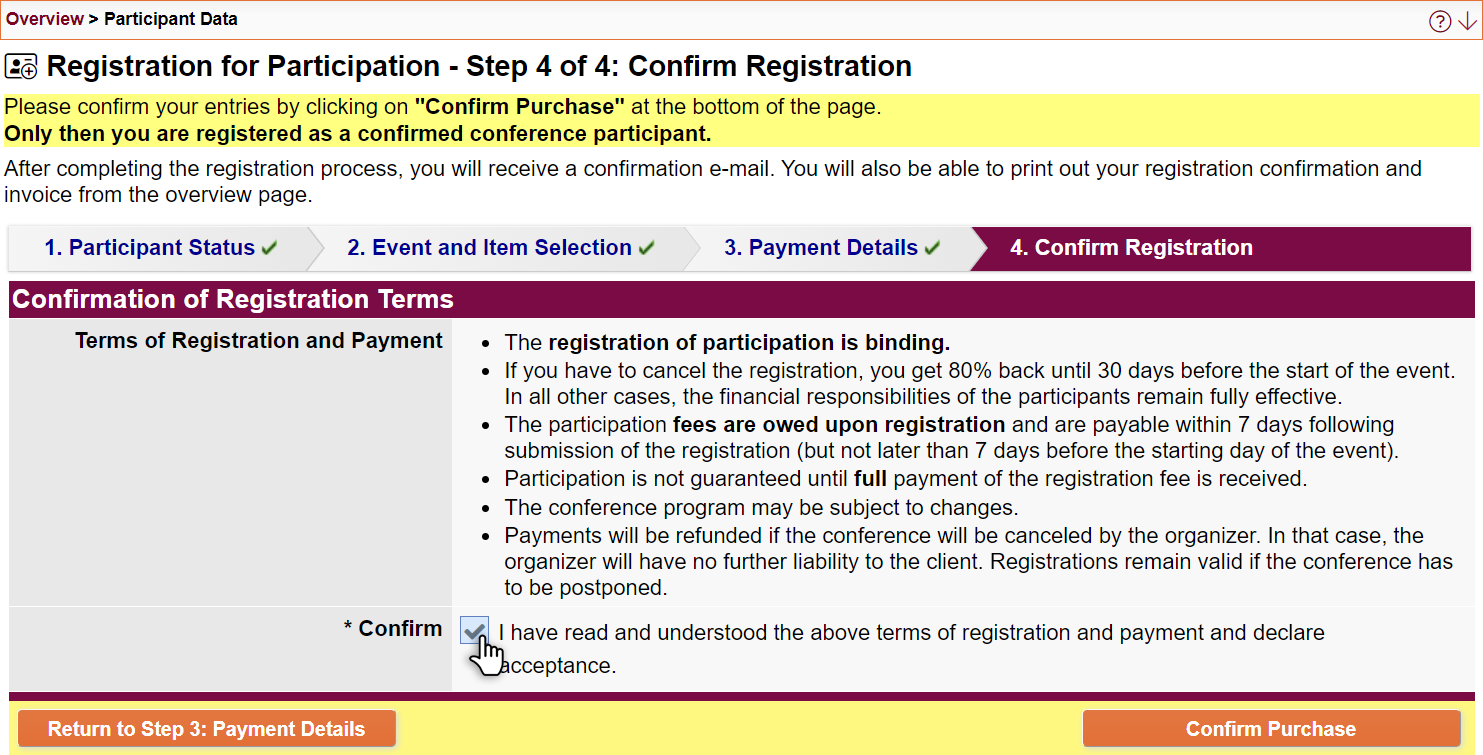 Overview > Participant Data
Registration for Participation - Step 4 of 4: Confirm Registration
Please confirm your entries by clicking on "Confirm Purchase" at the bottom of the page.
Only then you are registered as a confirmed conference participant.
After completing the registration process, you will receive a confirmation e-mail. You will also be able to print out your registration confirmation and
invoice from the overview page.
1. Participant Status ✔ 2. Event and Item Selection ✔ 3. Payment Details ✔ 4. Confirm Registration
Confirmation of Registration Terms
Terms of Registration and Payment
• The registration of participation is binding.
• If you have to cancel the registration, you get 80% back until 30 days before the start of the event.
In all other cases, the financial responsibilities of the participants remain fully effective.
• The participation fees are owed upon registration and are payable within 7 days following
submission of the registration (but not later than 7 days before the starting day of the event).
• Participation is not guaranteed until full payment of the registration fee is received.
• The conference program may be subject to changes.
• Payments will be refunded if the conference will be canceled by the organizer. In that case, the
organizer will have no further liability to the client. Registrations remain valid if the conference has
to be postponed.
* Confirm
I have read and understood the above terms of registration and payment and declare
acceptance.
Return to Step 3: Payment Details
Confirm Purchase